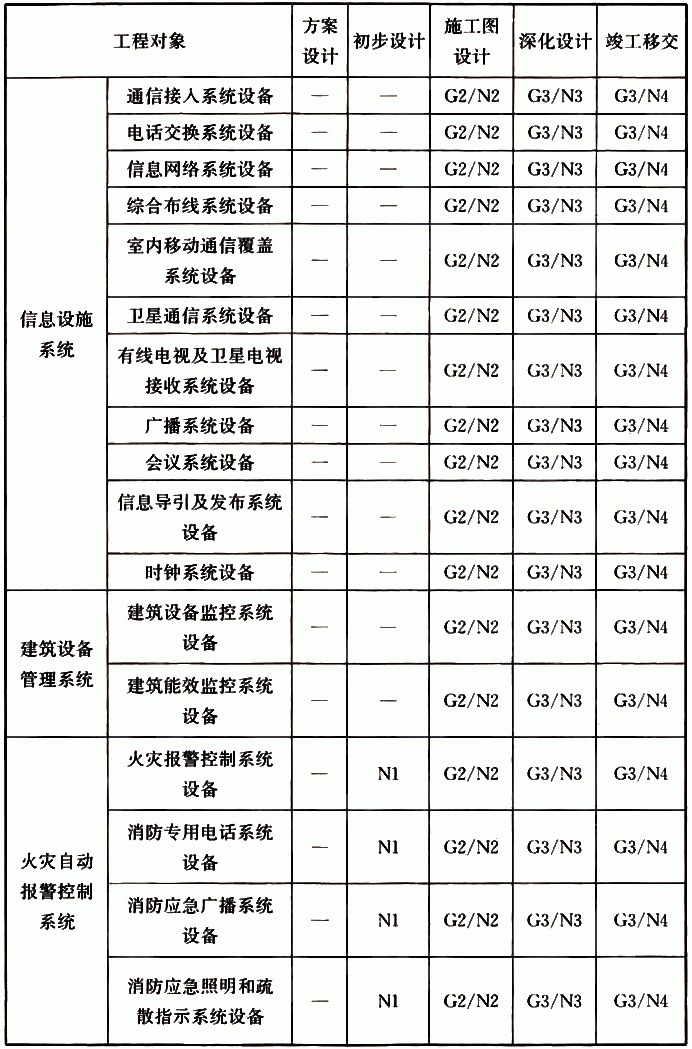 工程对象 方案设计 初步设计 施工图设计 深化设计 竣工移交
信息设施系统
通信接入系统设备 — — G2/N2 G3/N3 G3/N4
电话交换系统设备 — — G2/N2 G3/N3 G3/N4
信息网络系统设备 — — G2/N2 G3/N3 G3/N4
综合布线系统设备 — — G2/N2 G3/N3 G3/N4
室内移动通信覆盖
系统设备 — — G2/N2 G3/N3 G3/N4
卫星通信系统设备 — — G2/N2 G3/N3 G3/N4
有线电视及卫星电视
接收系统设备 — — G2/N2 G3/N3 G3/N4
广播系统设备 — — G2/N2 G3/N3 G3/N4
会议系统设备 — — G2/N2 G3/N3 G3/N4
信息导引及发布系统
设备 — — G2/N2 G3/N3 G3/N4
时钟系统设备 — — G2/N2 G3/N3 G3/N4
建筑设备
管理系统
建筑设备监控系统
设备 — — G2/N2 G3/N3 G3/N4
建筑能效监控系统
设备 — — G2/N2 G3/N3 G3/N4
火灾自动
报警控制
系统
火灾报警控制系统
设备 — N1 G2/N2 G3/N3 G3/N4
消防专用电话系统
设备 — N1 G2/N2 G3/N3 G3/N4
消防应急广播系统
设备 — N1 G2/N2 G3/N3 G3/N4
消防应急照明和疏
散指示系统设备 — N1 G2/N2 G3/N3 G3/N4